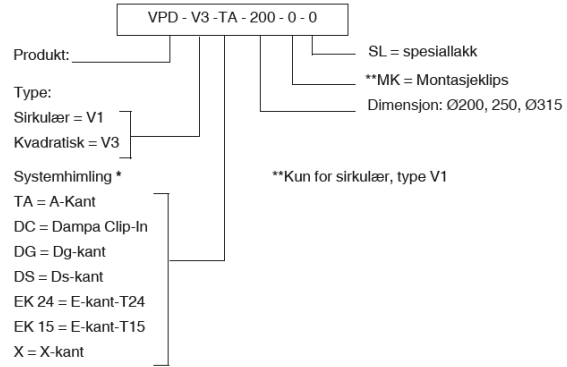 VPD - V3 -TA - 200 - 0 - 0
Produkt:
SL = spesiallakk
**MK = Montasjeklips
Dimensjon: Ø200, 250, Ø315
Type:
Sirkulær = V1
Kvadratisk = V3
Systemhimling *
**Kun for sirkulær, type V1
TA = A-Kant
DC = Dampa Clip-In
DG = Dg-kant
DS = Ds-kant
EK 24 = E-kant-T24
EK 15 = E-kant-T15
X = X-kant